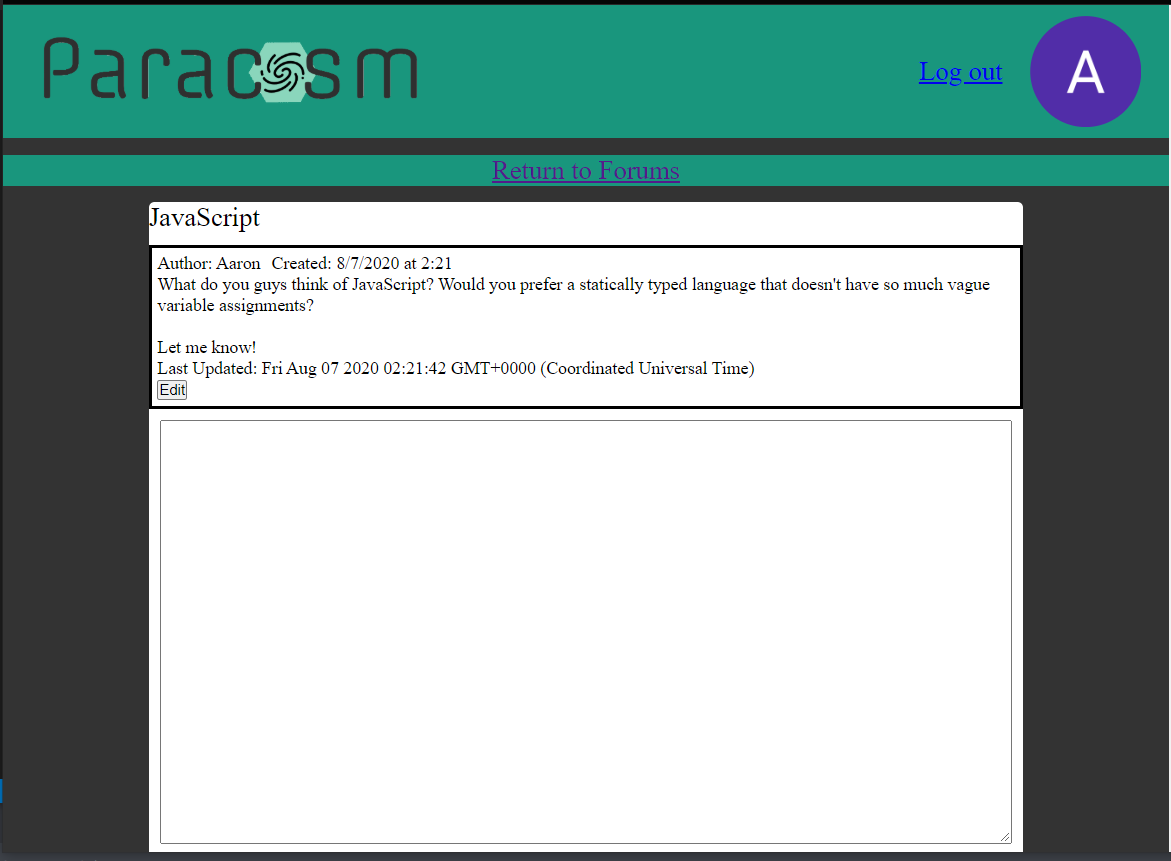 Paracosm
Log out
A
Return to Forums
JavaScript
Author: Aaron Created: 8/7/2020 at 2:21
What do you guys think of JavaScript? Would you prefer a statically typed language that doesn't have so much vague
variable assignments?
Let me know!
Last Updated: Fri Aug 07 2020 02:21:42 GMT+0000 (Coordinated Universal Time)
Edit